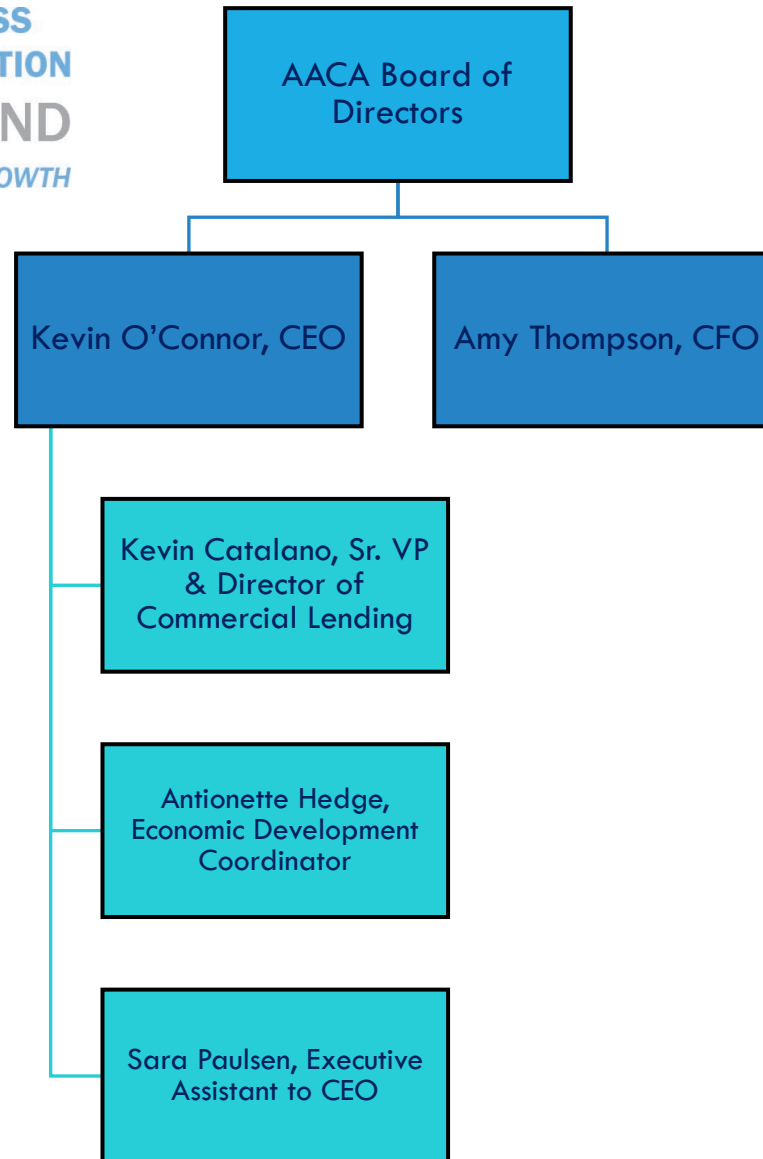 SS
TION
ND
OWTH
AACA Board of
Directors
Kevin O’Connor, CEO
Amy Thompson, CFO
Kevin Catalano, Sr. VP
& Director of
Commercial Lending
Antionette Hedge,
Economic Development
Coordinator
Sara Paulsen, Executive
Assistant to CEO